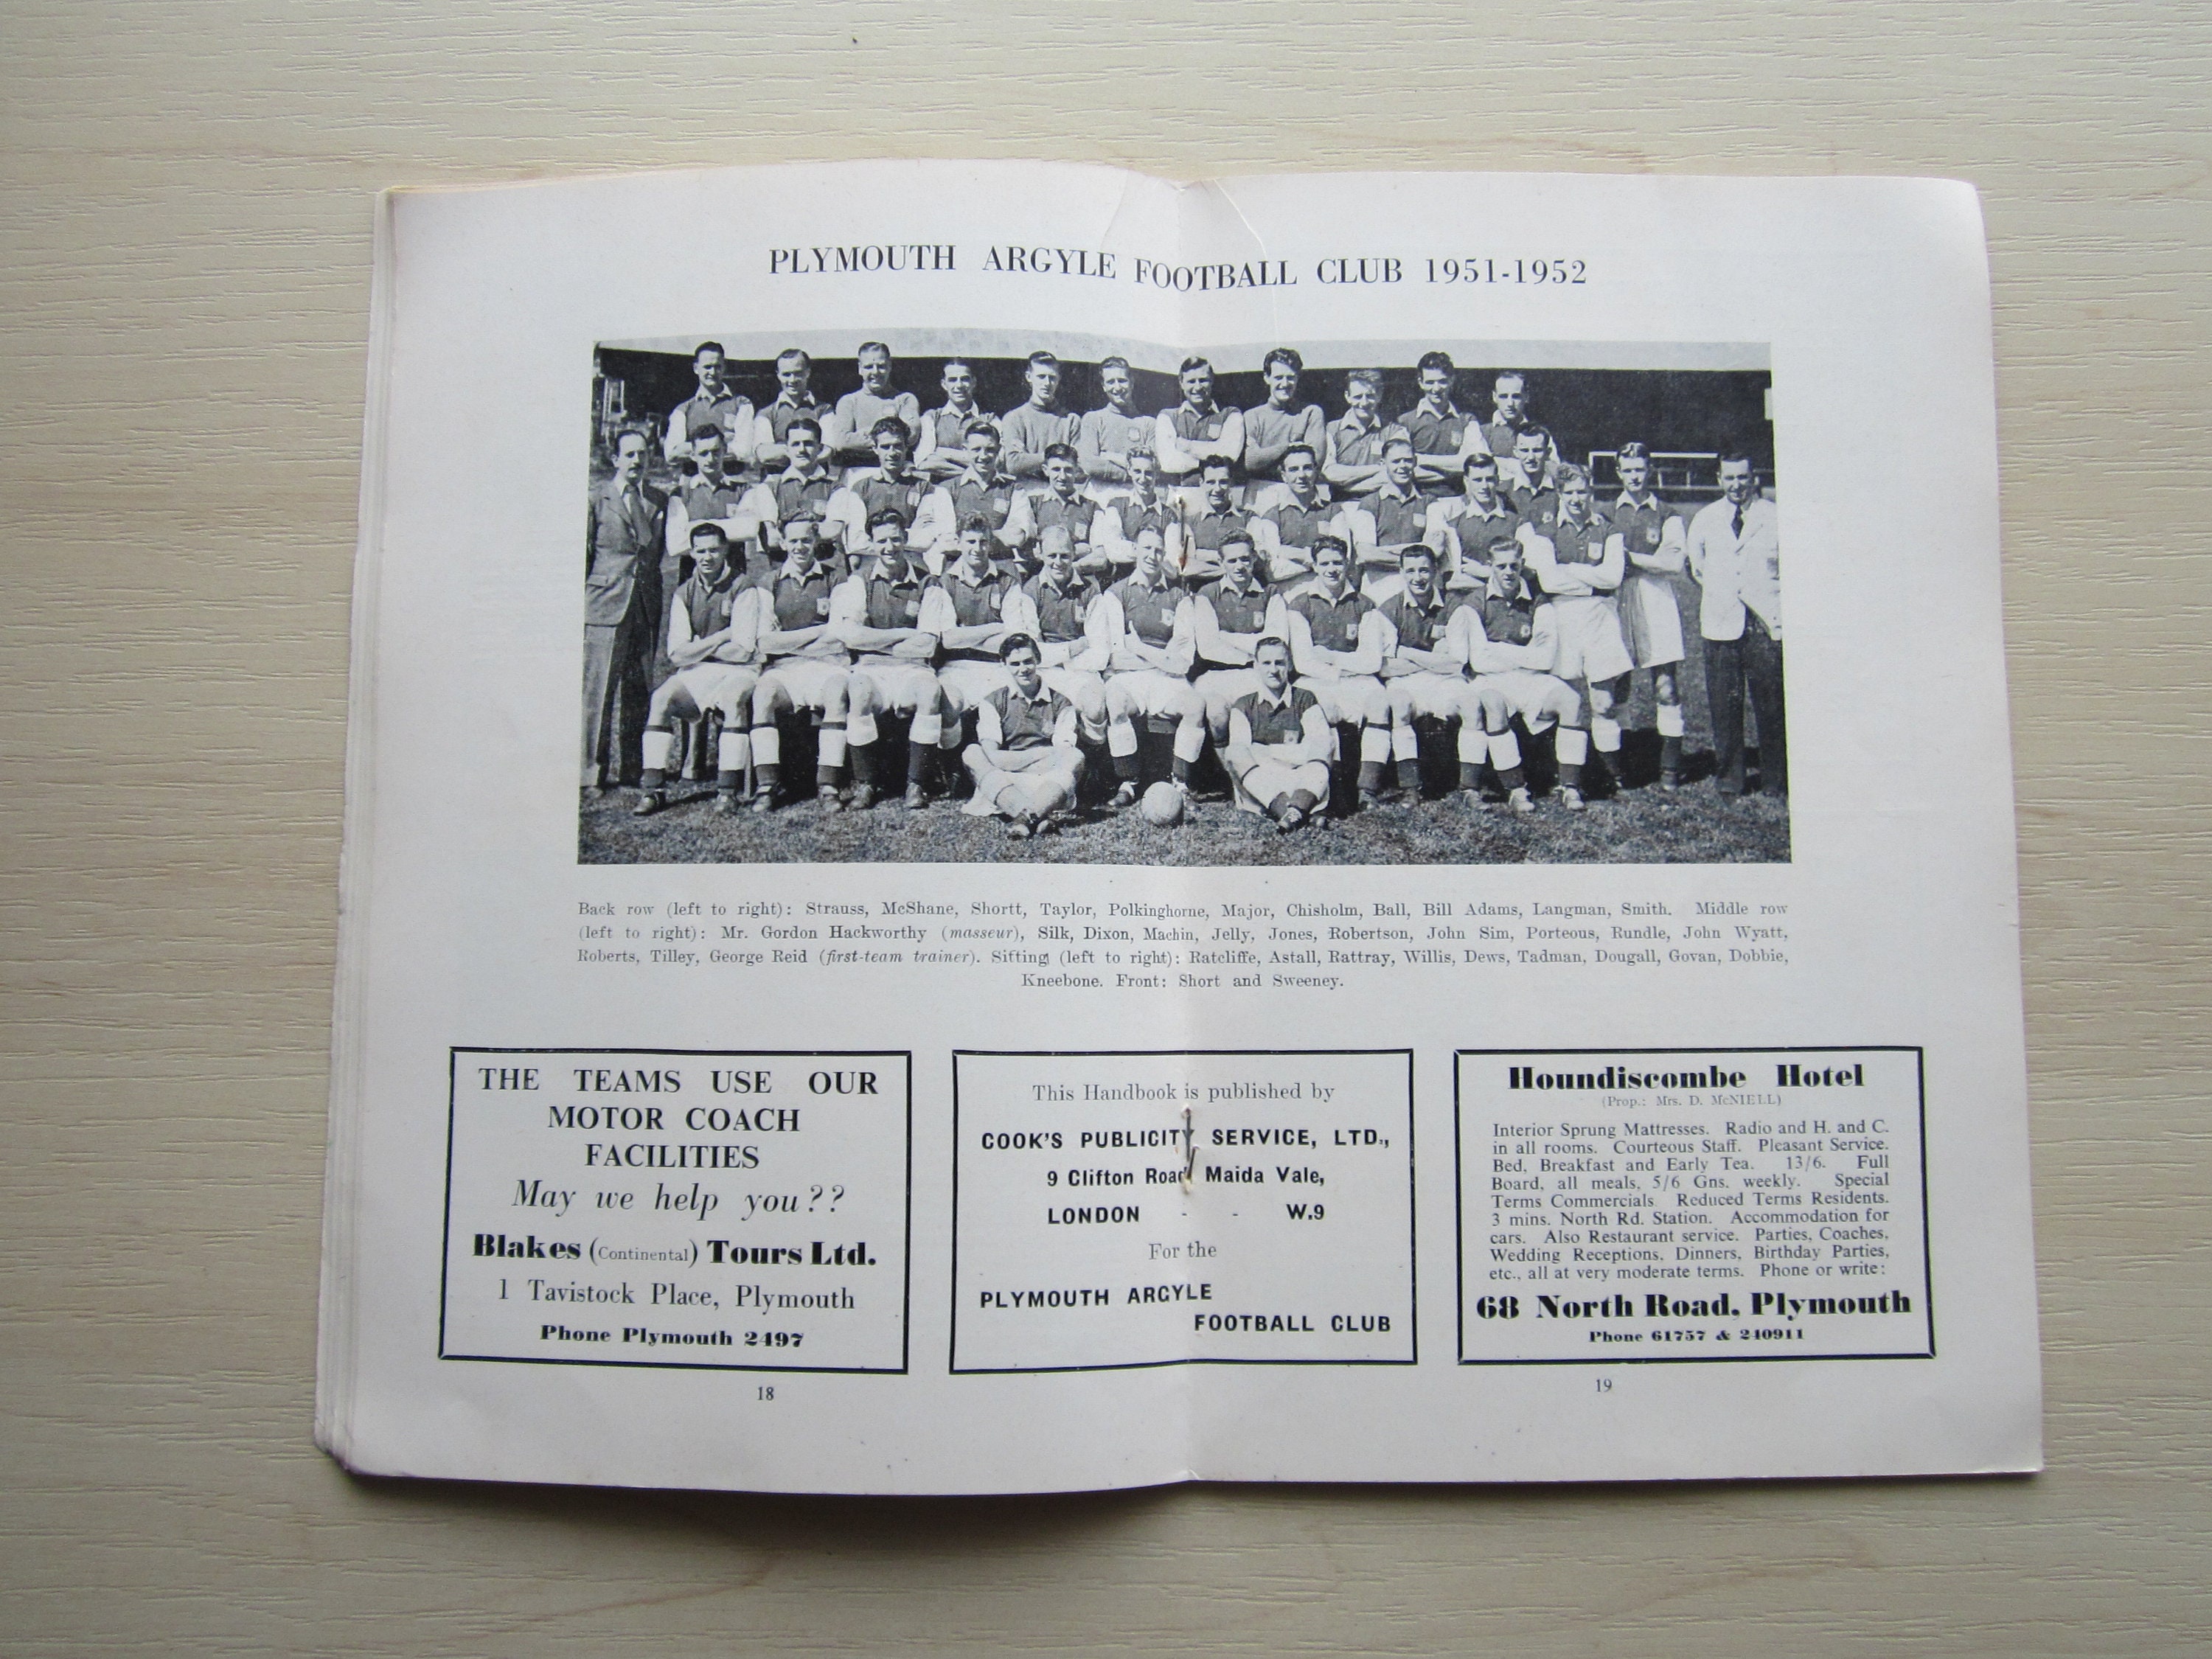 PLYMOUTH ARGYLE FOOTBALL CLUB 1951-1952
Back row (left to right): Strauss, McShane, Shortt, Taylor, Polkinghorne, Major, Chisholm, Ball, Bill Adams, Langman, Smith. Middle row
(left to right): Mr. Gordon Hackworthy (masseur), Silk, Dixon, Machin, Jelly, Jones, Robertson, John Sim, Porteous, Rundle, John Wyatt,
Roberts, Tilley, George Reid (first-team trainer). Sitting (left to right): Ratcliffe, Astall, Rattray, Willis, Dews, Tadman, Dougall, Govan, Dobbie,
Kneebone. Front: Short and Sweeney.
THE TEAMS USE OUR
MOTOR COACH
FACILITIES
May we help you??
Blakes (Continental) Tours Ltd.
1 Tavistock Place, Plymouth
Phone Plymouth 2497
18
This Handbook is published by
COOK'S PUBLICITY SERVICE, LTD.,
9 Clifton Road Maida Vale,
LONDON - - W.9
For the
PLYMOUTH ARGYLE
FOOTBALL CLUB
Houndiscombe Hotel
(Prop.: Mrs. D. McNIELL)
Interior Sprung Mattresses. Radio and H. and C.
in all rooms. Courteous Staff. Pleasant Service.
Bed, Breakfast and Early Tea. 13/6. Full
Board, all meals, 5/6 Gns. weekly. Special
Terms Commercials Reduced Terms Residents.
3 mins. North Rd. Station. Accommodation for
cars. Also Restaurant service. Parties, Coaches,
Wedding Receptions, Dinners, Birthday Parties,
etc., all at very moderate terms. Phone or write:
68 North Road, Plymouth
Phone 61757 & 240911
19